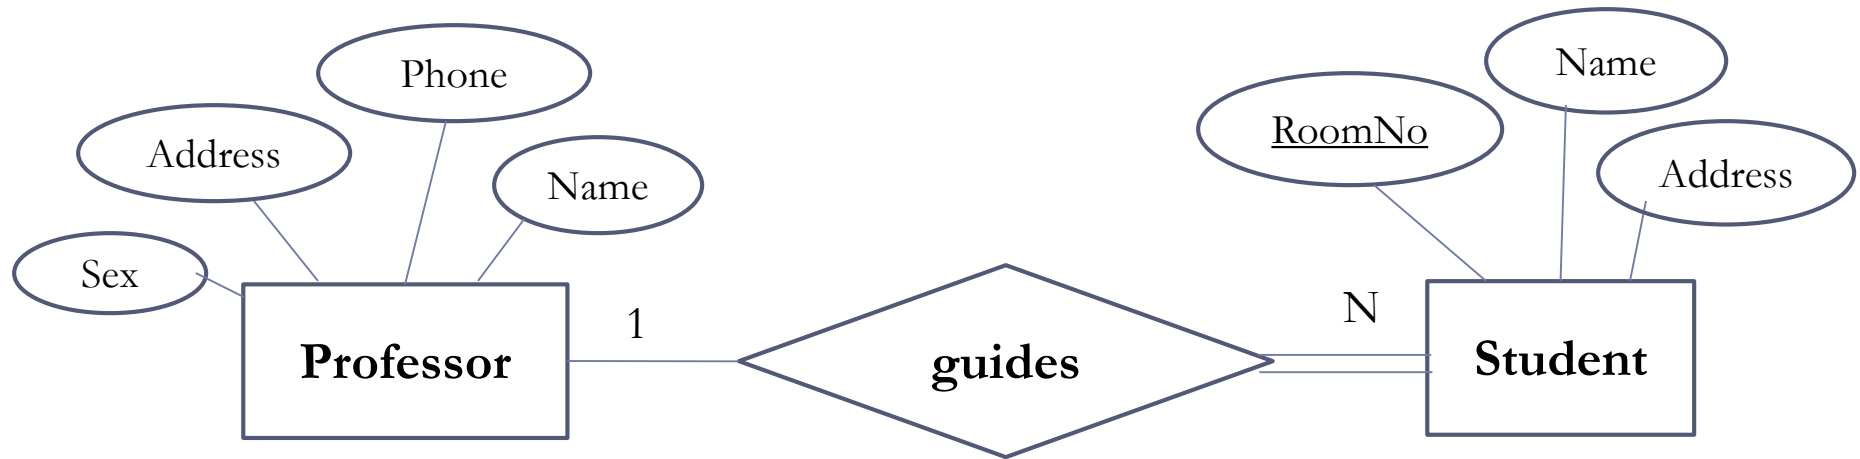 Phone
Address
Name
Sex
Professor
1
guides
N
Student
RoomNo
Name
Address